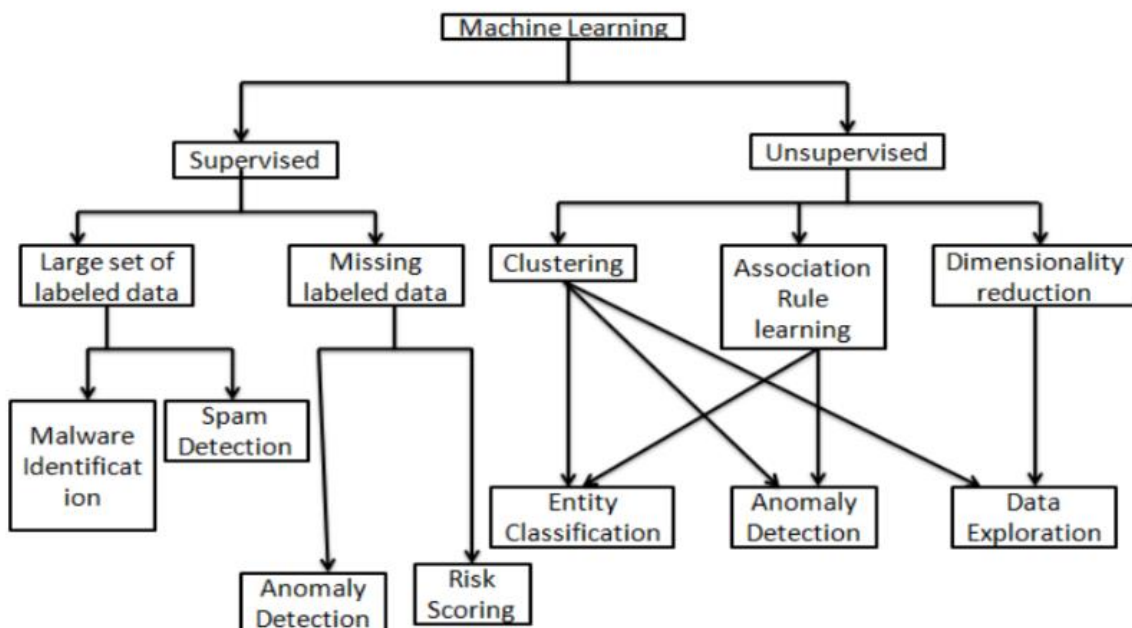 Machine Learning
Supervised
Unsupervised
Large set of
labeled data
Missing
labeled data
Clustering
Association
Rule
learning
Dimensionality
reduction
Malware
Identificat
ion
Spam
Detection
Entity
Classification
Anomaly
Detection
Data
Exploration
Anomaly
Detection
Risk
Scoring